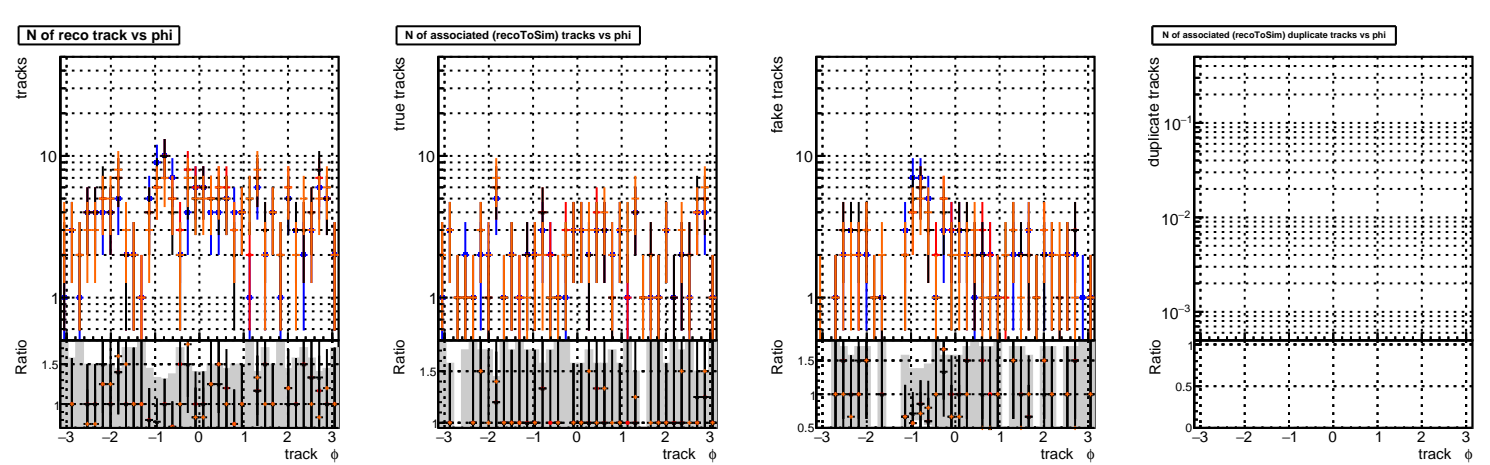 N of reco track vs phi
tracks
10
1
Ratio
1.5
1
−3 −2 −1 0 1 2 3
track ϕ
N of associated (recoToSim) tracks vs phi
true tracks
10
1
Ratio
1.5
1
−3 −2 −1 0 1 2 3
track ϕ
fake tracks
10
1
Ratio
1.5
1
0.5
−3 −2 −1 0 1 2 3
track ϕ
N of associated (recoToSim) duplicate tracks vs phi
duplicate tracks
10−1
10−2
10−3
Ratio
1
0.5
0
−3 −2 −1 0 1 2 3
track ϕ